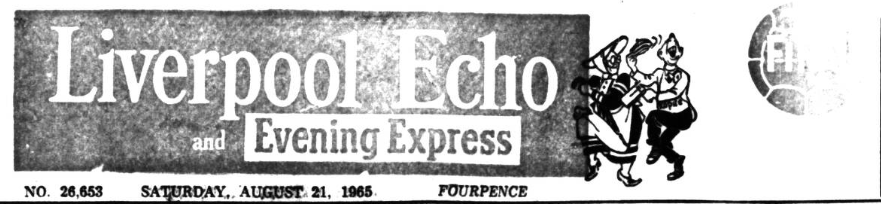 Liverpool Echo
and Evening Express
NO. 26,653 SATURDAY, AUGUST 21, 1965 FOURPENCE